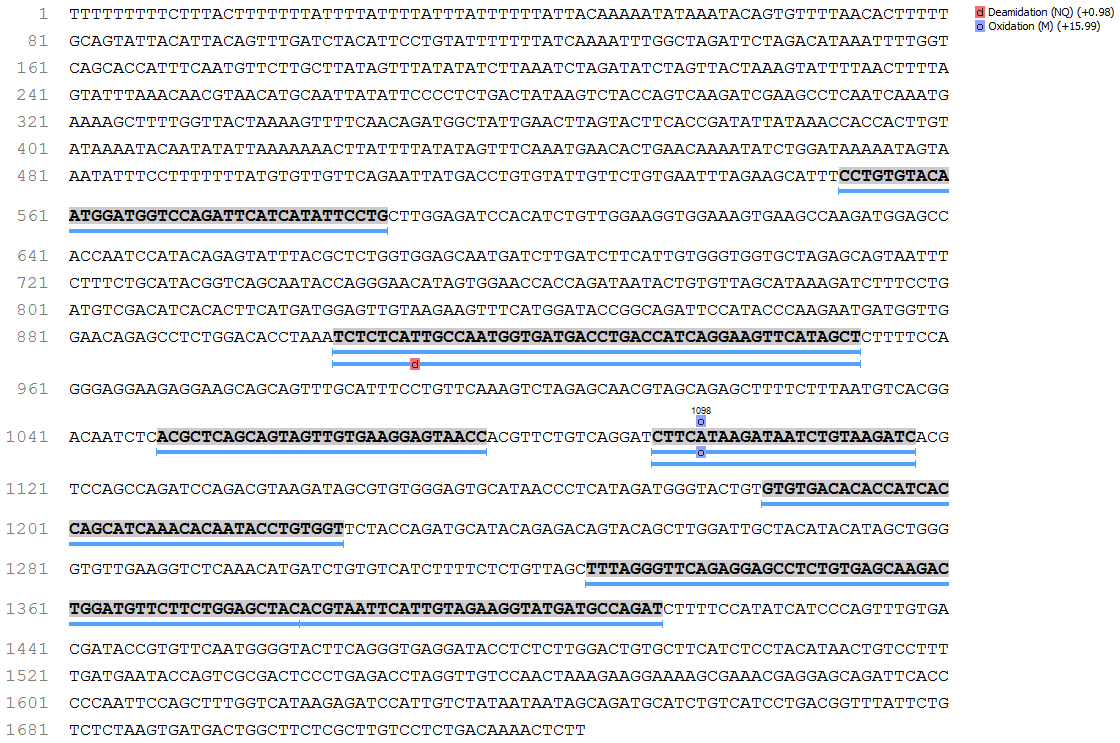 1 TTTTTTTTTCTTTACTTTTTTTATTTTATTTTATTTATTTTTTTATTACAAAAATATAAATACAGTGTTTTAACACTTTTT
d Deamidation (NQ) (+0.98)
o Oxidation (M) (+15.99)
81 GCAGTATTACATTACAGTTTGATCTACATTCCTGTATTTTTTTATCAAAATTTGGCTAGATTCTAGACATAAATTTTGGT
161 CAGCACCATTTCAATGTTCTTGCTTATAGTTTATATATCTTAAATCTAGATATCTAGTTACTAAAGTATTTTAACTTTTA
241 GTATTTAAACAACGTAACATGCAATTATATTCCCCTCTGACTATAAGTCTACCAGTCAAGATCGAAGCCTCAATCAAATG
321 AAAAGCTTTTGGTTACTAAAAGTTTTCAACAGATGGCTATTGAACTTAGTACTTCACCGATATTATAAACCACCACTTGT
401 ATAAAATACAATATATTAAAAAAACTTATTTTATATAGTTTCAAATGAACACTGAACAAAATATCTGGATAAAAATAGTA
481 AATATTTCCTTTTTTTATGTGTTGTTCAGAATTATGACCTGTGTATTGTTCTGTGAATTTAGAAGCATTTCCTGTGTACA
561 ATGGATGGTCCAGATTCATCATATTCCTGCTTGGAGATCCACATCTGTTGGAAGGTGGAAAGTGAAGCCAAGATGGAGCC
641 ACCAATCCATACAGAGTATTTACGCTCTGGTGGAGCAATGATCTTGATCTTCATTGTGGGTGGTGCTAGAGCAGTAATTT
721 CTTTCTGCATACGGTCAGCAATACCAGGGAACATAGTGGAACCACCAGATAATACTGTGTTAGCATAAAGATCTTTCCTG
801 ATGTCGACATCACACTTCATGATGGAGTTGTAAGAAGTTTCATGGATACCGGCAGATTCCATACCCAAGAATGATGGTTG
881 GAACAGAGCCTCTGGACACCTAAATCTCTCATTGCCAATGGTGATGACCTGACCATCAGGAAGTTCATAGCTCTTTTCCA
d
961 GGGAGGAAGAGGAAGCAGCAGTTTGCATTTCCTGTTCAAAGTCTAGAGCAACGTAGCAGAGCTTTTCTTTAATGTCACGG
1098
o
1041 ACAATCTCACGCTCAGCAGTAGTTGTGAAGGAGTAACCACGTTCTGTCAGGATCTTCATAAGATAATCTGTAAGATCACG
o
1121 TCCAGCCAGATCCAGACGTAAGATAGCGTGTGGGAGTGCATAACCCTCATAGATGGGTACTGTGTGTGACACACCATCAC
1201 CAGCATCAAACACAATACCTGTGGTTCTACCAGATGCATACAGAGACAGTACAGCTTGGATTGCTACATACATAGCTGGG
1281 GTGTTGAAGGTCTCAAACATGATCTGTGTCATCTTTTCTCTGTTAGCTTTAGGGTTCAGAGGAGCCTCTGTGAGCAAGAC
1361 TGGATGTTCTTCTGGAGCTACACGTAATTCATTGTAGAAGGTATGATGCCAGATCTTTTCCATATCATCCCAGTTTGTGA
1441 CGATACCGTGTTCAATGGGGTACTTCAGGGTGAGGATACCTCTCTTGGACTGTGCTTCATCTCCTACATAACTGTCCTTT
1521 TGATGAATACCAGTCGCGACTCCCTGAGACCTAGGTTGTCCAACTAAAGAAGGAAAAGCGAAACGAGGAGCAGATTCACC
1601 CCCAATTCCAGCTTTGGTCATAAGAGATCCATTGTCTATAATAATAGCAGATGCATCTGTCATCCTGACGGTTTATTCTG
1681 TCTCTAAGTGATGACTGGCTTCTCGCTTGTCCTCTGACAAAACTCTT